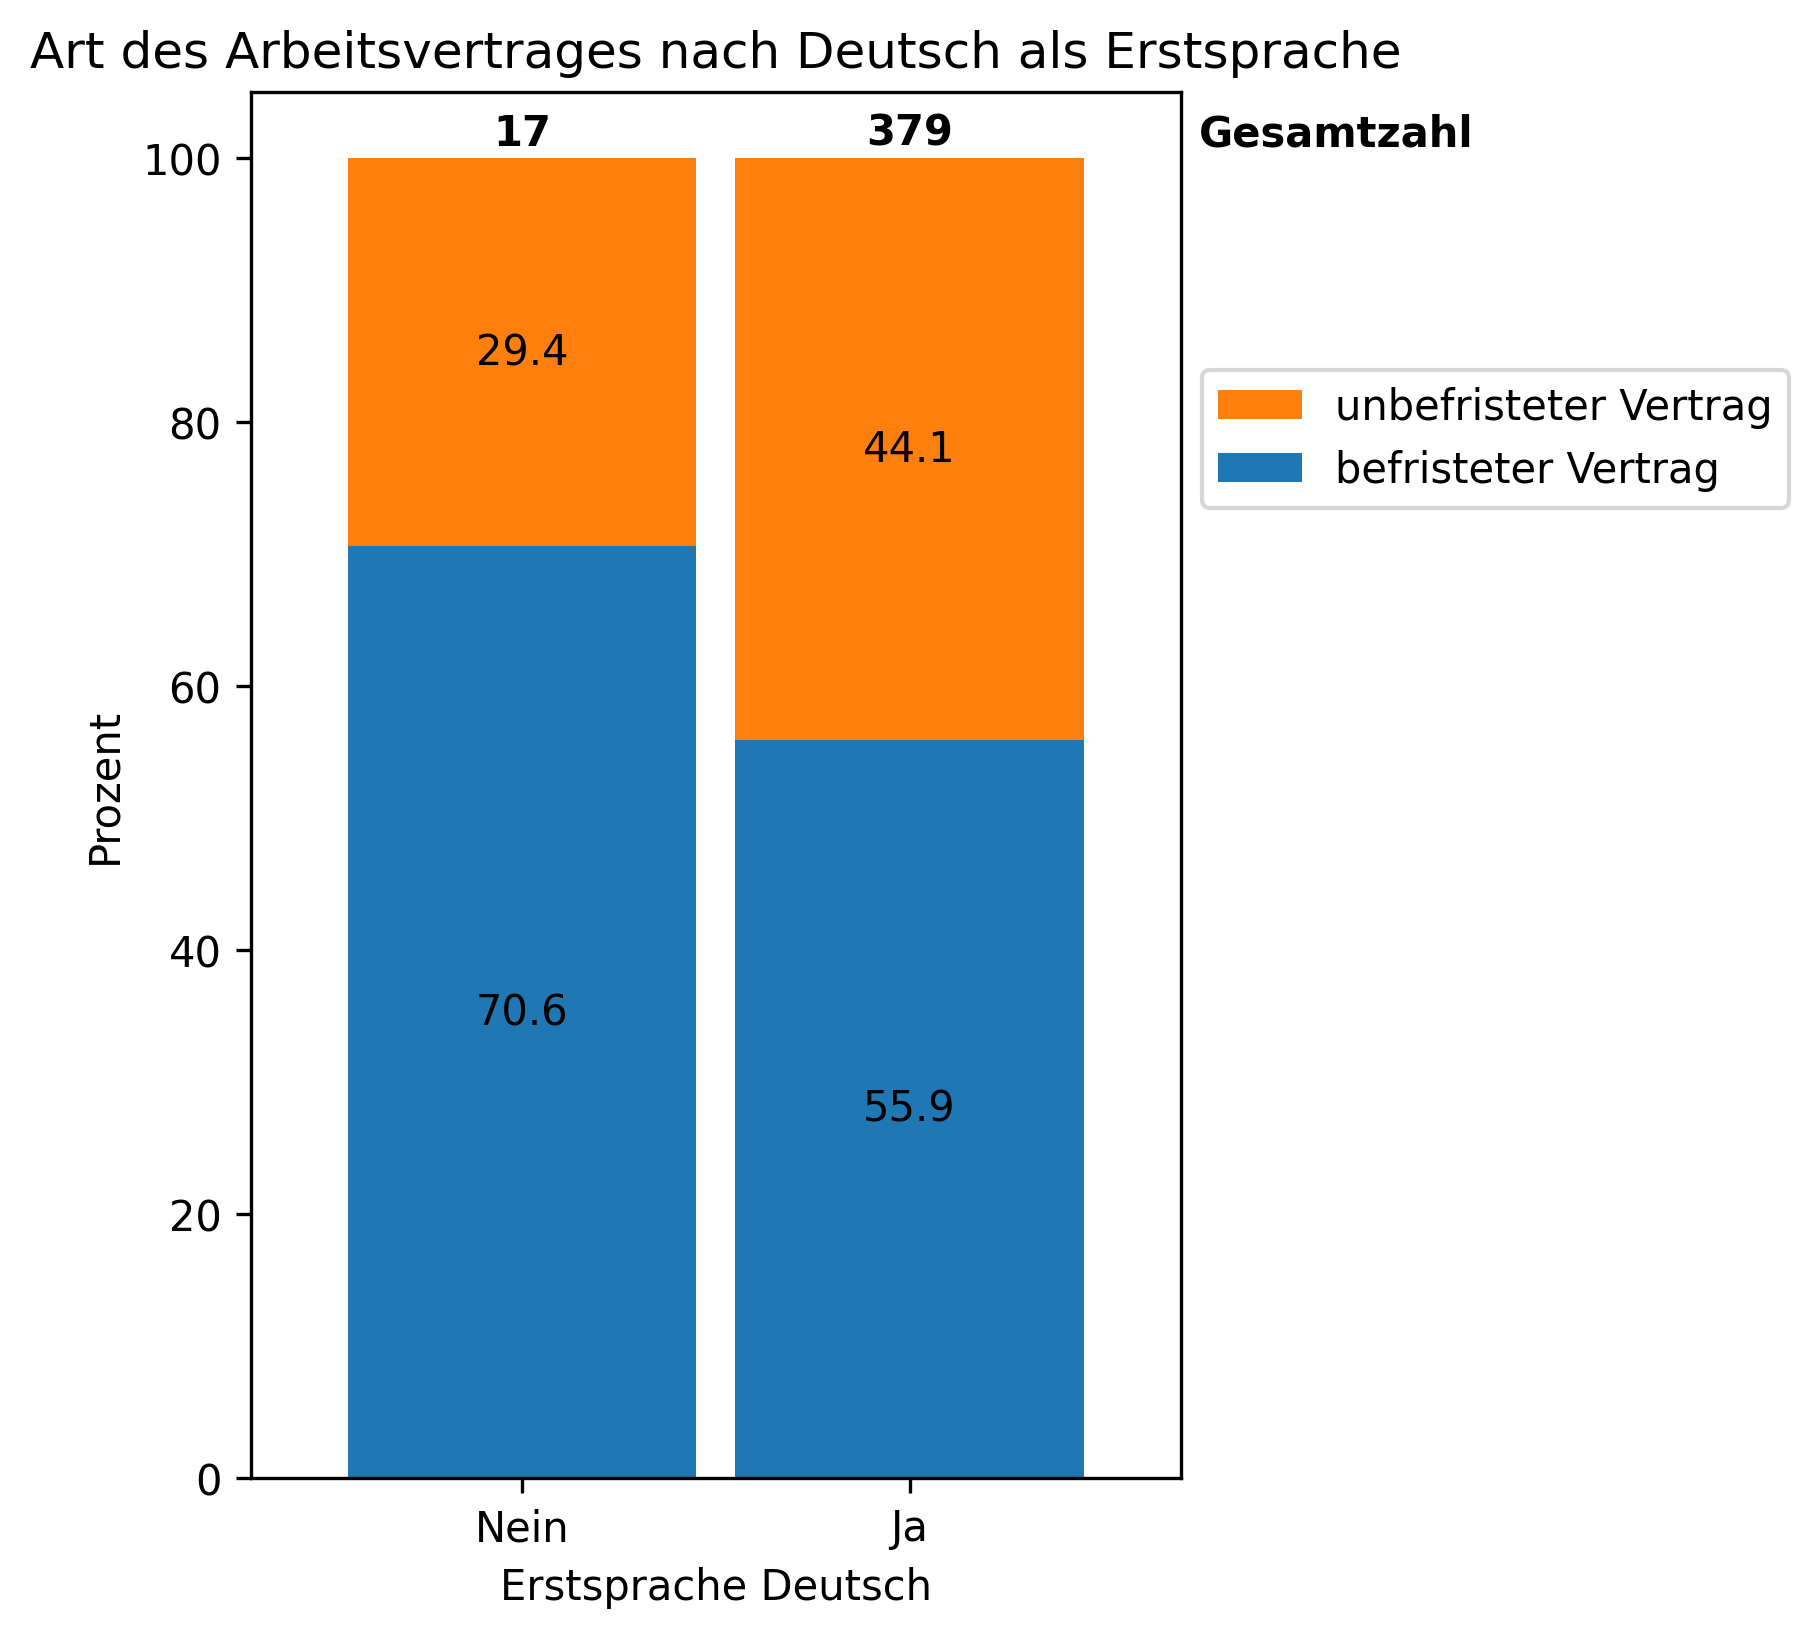 Art des Arbeitsvertrages nach Deutsch als Erstsprache
17
379
Gesamtzahl
100
80
60
40
20
0
Prozent
29.4
44.1
70.6
55.9
unbefristeter Vertrag
befristeter Vertrag
Nein
Ja
Erstsprache Deutsch